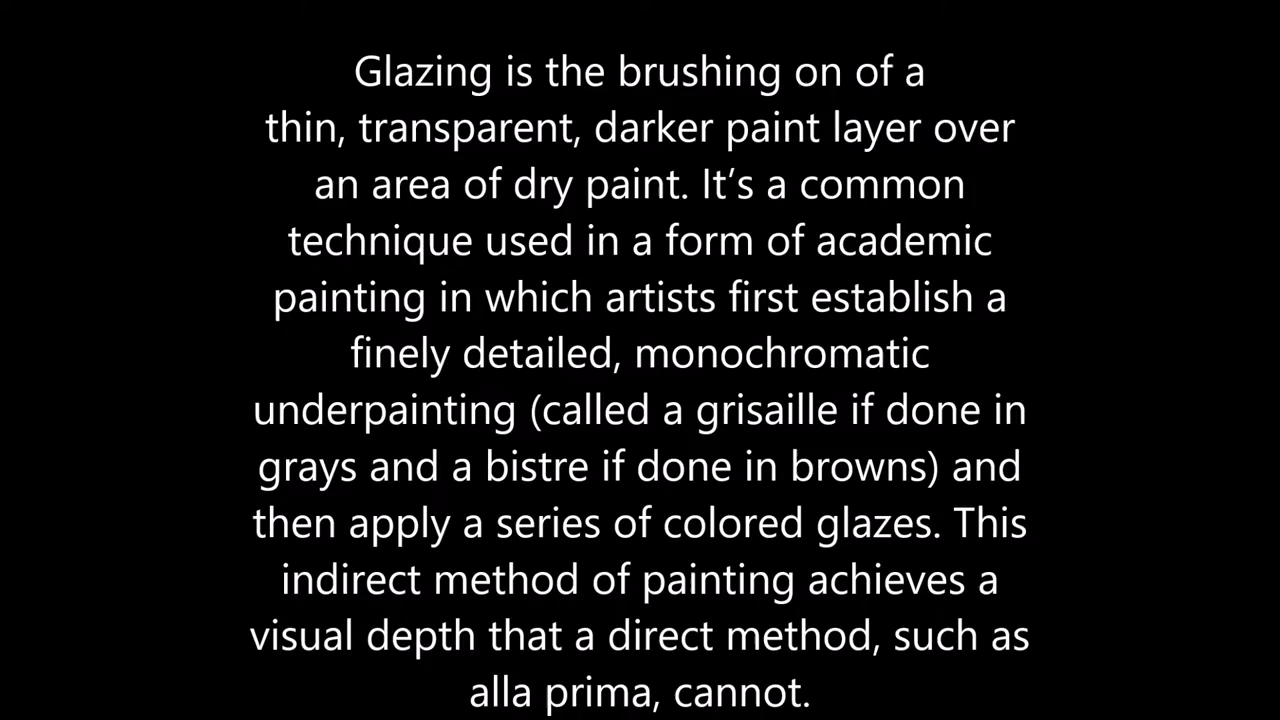 Glazing is the brushing on of a
thin, transparent, darker paint layer over
an area of dry paint. It’s a common
technique used in a form of academic
painting in which artists first establish a
finely detailed, monochromatic
underpainting (called a grisaille if done in
grays and a bistre if done in browns) and
then apply a series of colored glazes. This
indirect method of painting achieves a
visual depth that a direct method, such as
alla prima, cannot.